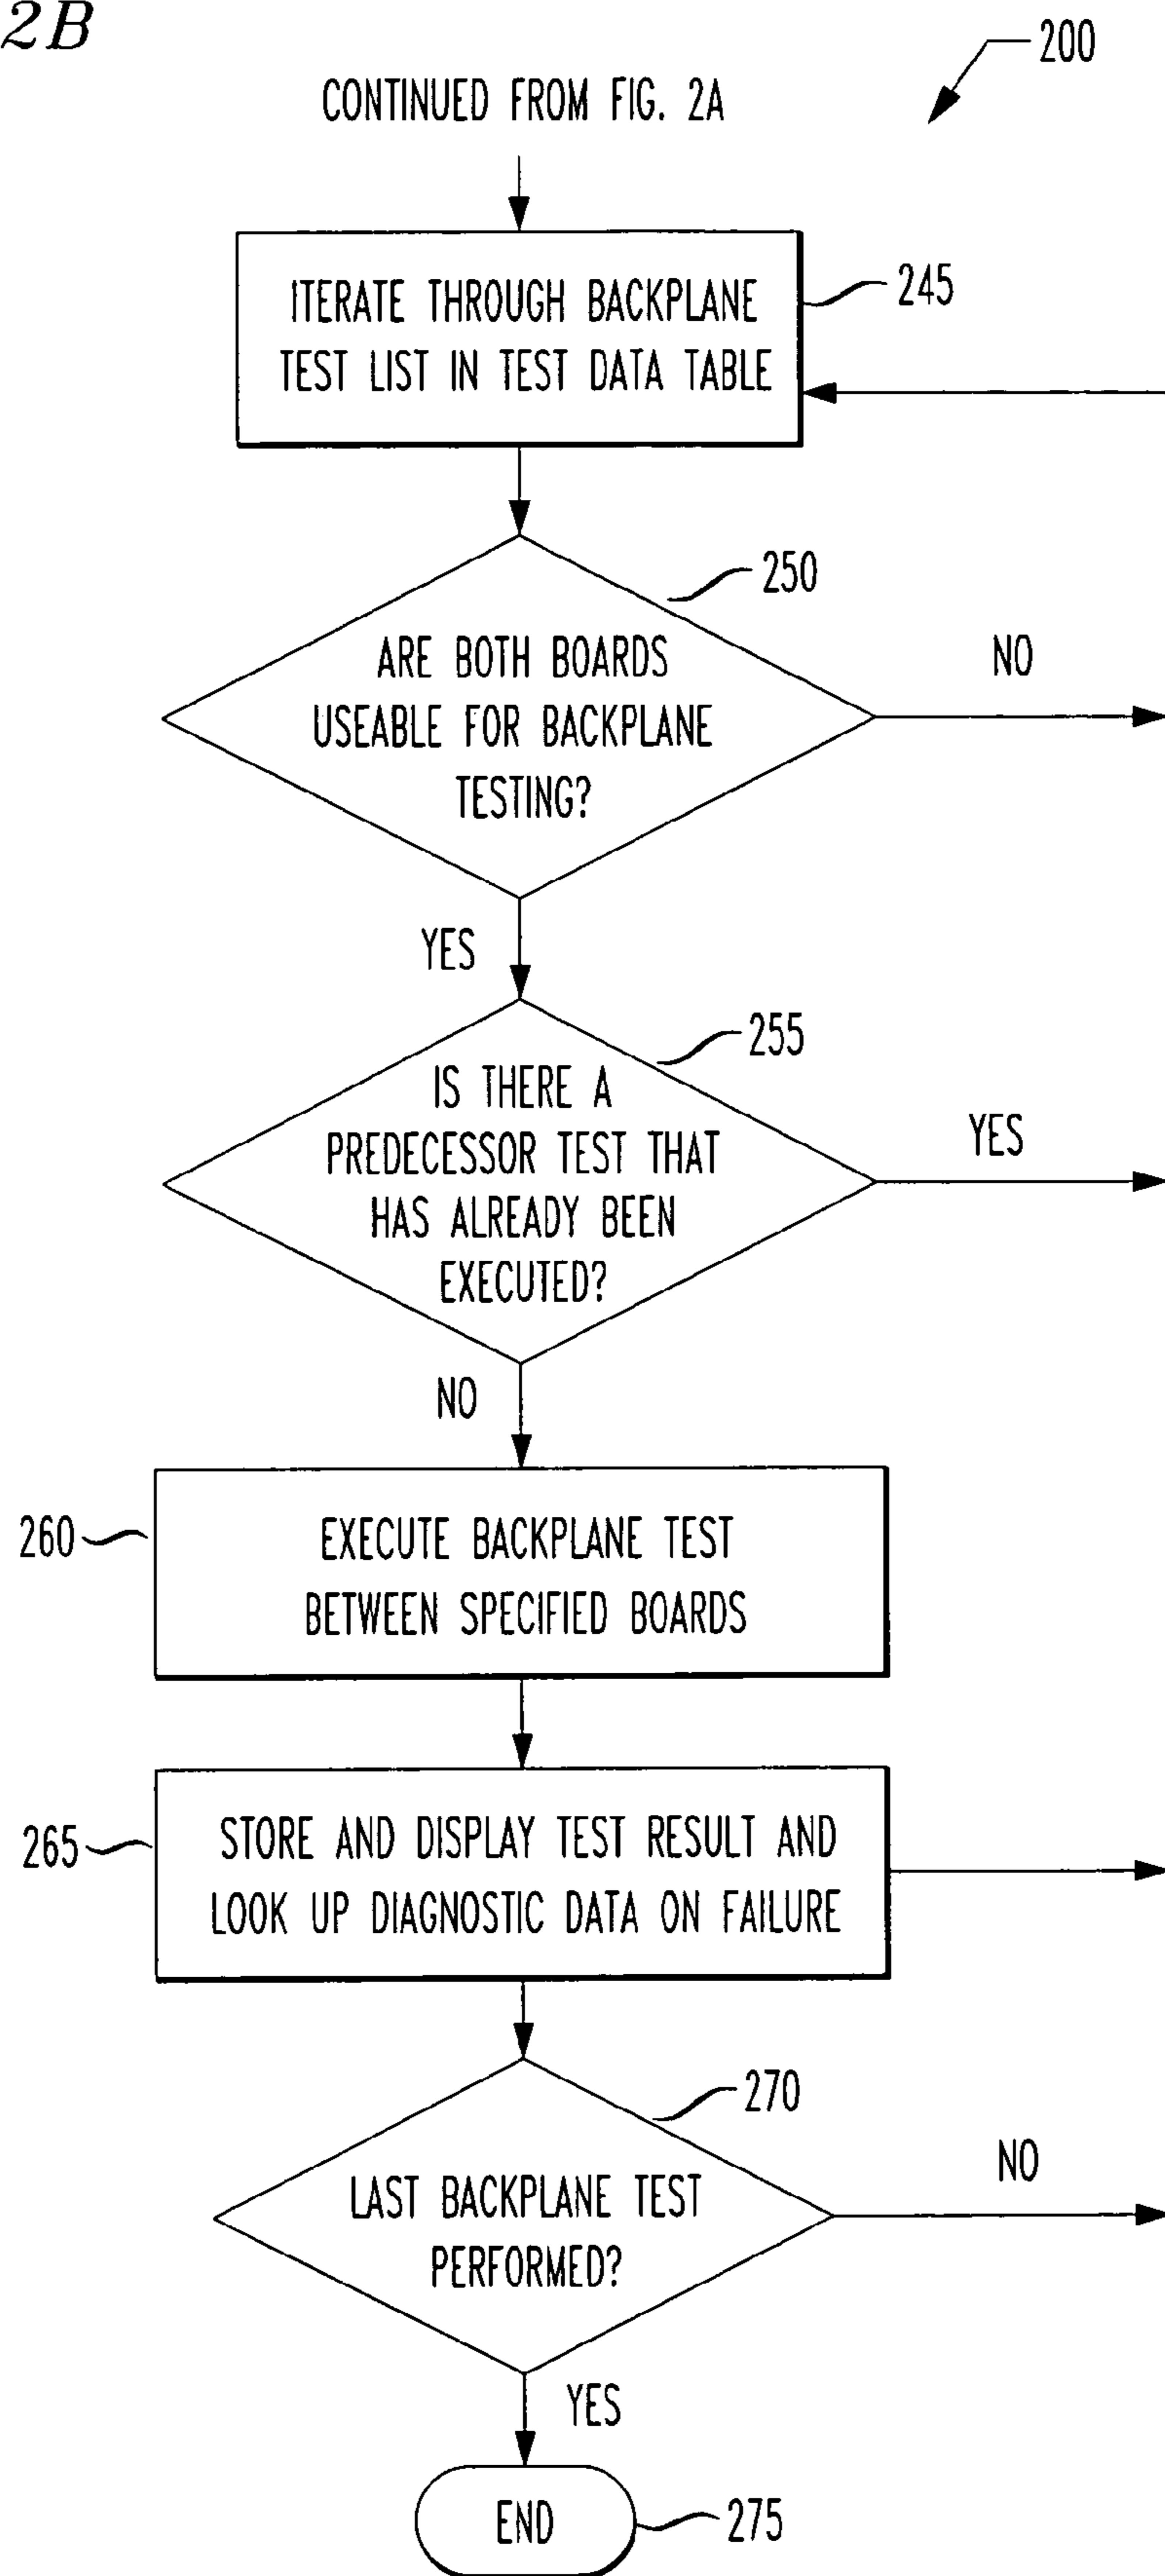 2B
200
CONTINUED FROM FIG. 2A
ITERATE THROUGH BACKPLANE
TEST LIST IN TEST DATA TABLE
245
250
ARE BOTH BOARDS
USEABLE FOR BACKPLANE
TESTING?
NO
YES
255
IS THERE A
PREDECESSOR TEST THAT
HAS ALREADY BEEN
EXECUTED?
YES
NO
260
EXECUTE BACKPLANE TEST
BETWEEN SPECIFIED BOARDS
265
STORE AND DISPLAY TEST RESULT AND
LOOK UP DIAGNOSTIC DATA ON FAILURE
270
LAST BACKPLANE TEST
PERFORMED?
NO
YES
END
275